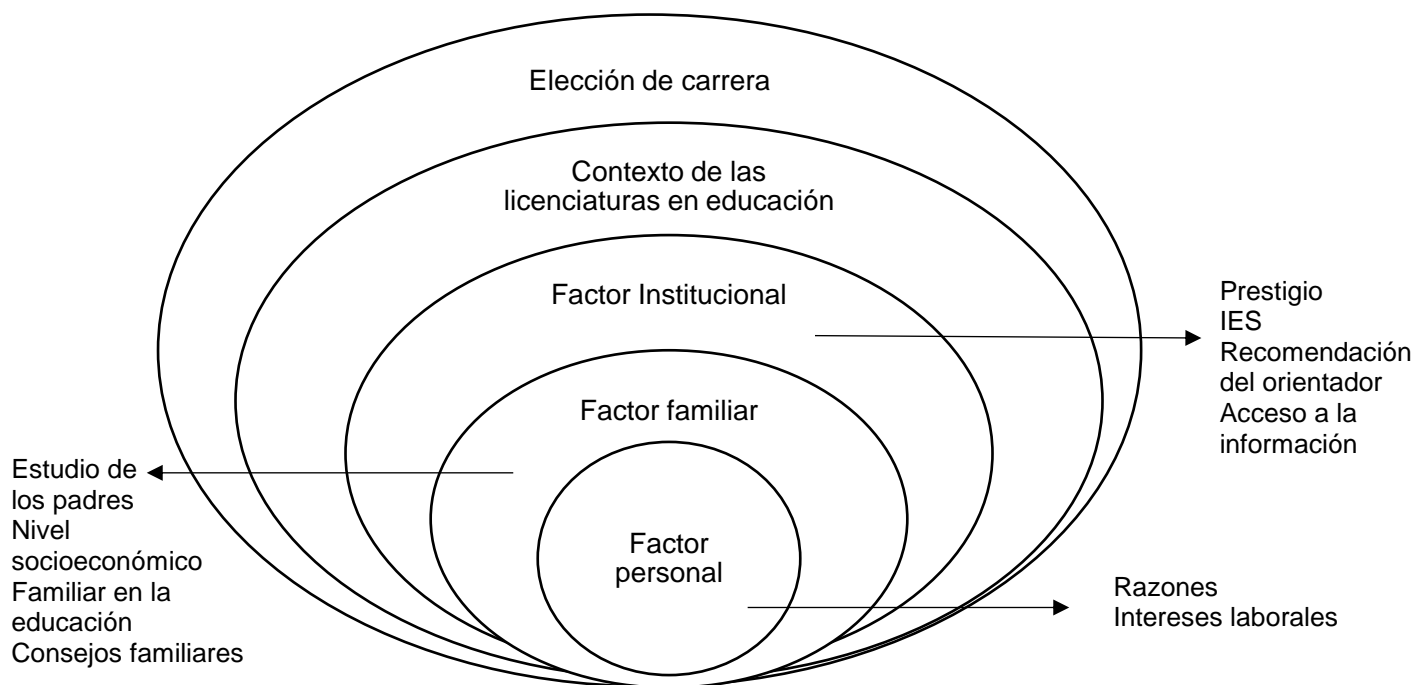 Elección de carrera
Contexto de las
licenciaturas en educación
Factor Institucional
Prestigio
IES
Recomendación
del orientador
Acceso a la
información
Factor familiar
Estudio de
los padres
Nivel
socioeconómico
Familiar en la
educación
Consejos familiares
Factor
personal
Razones
Intereses laborales